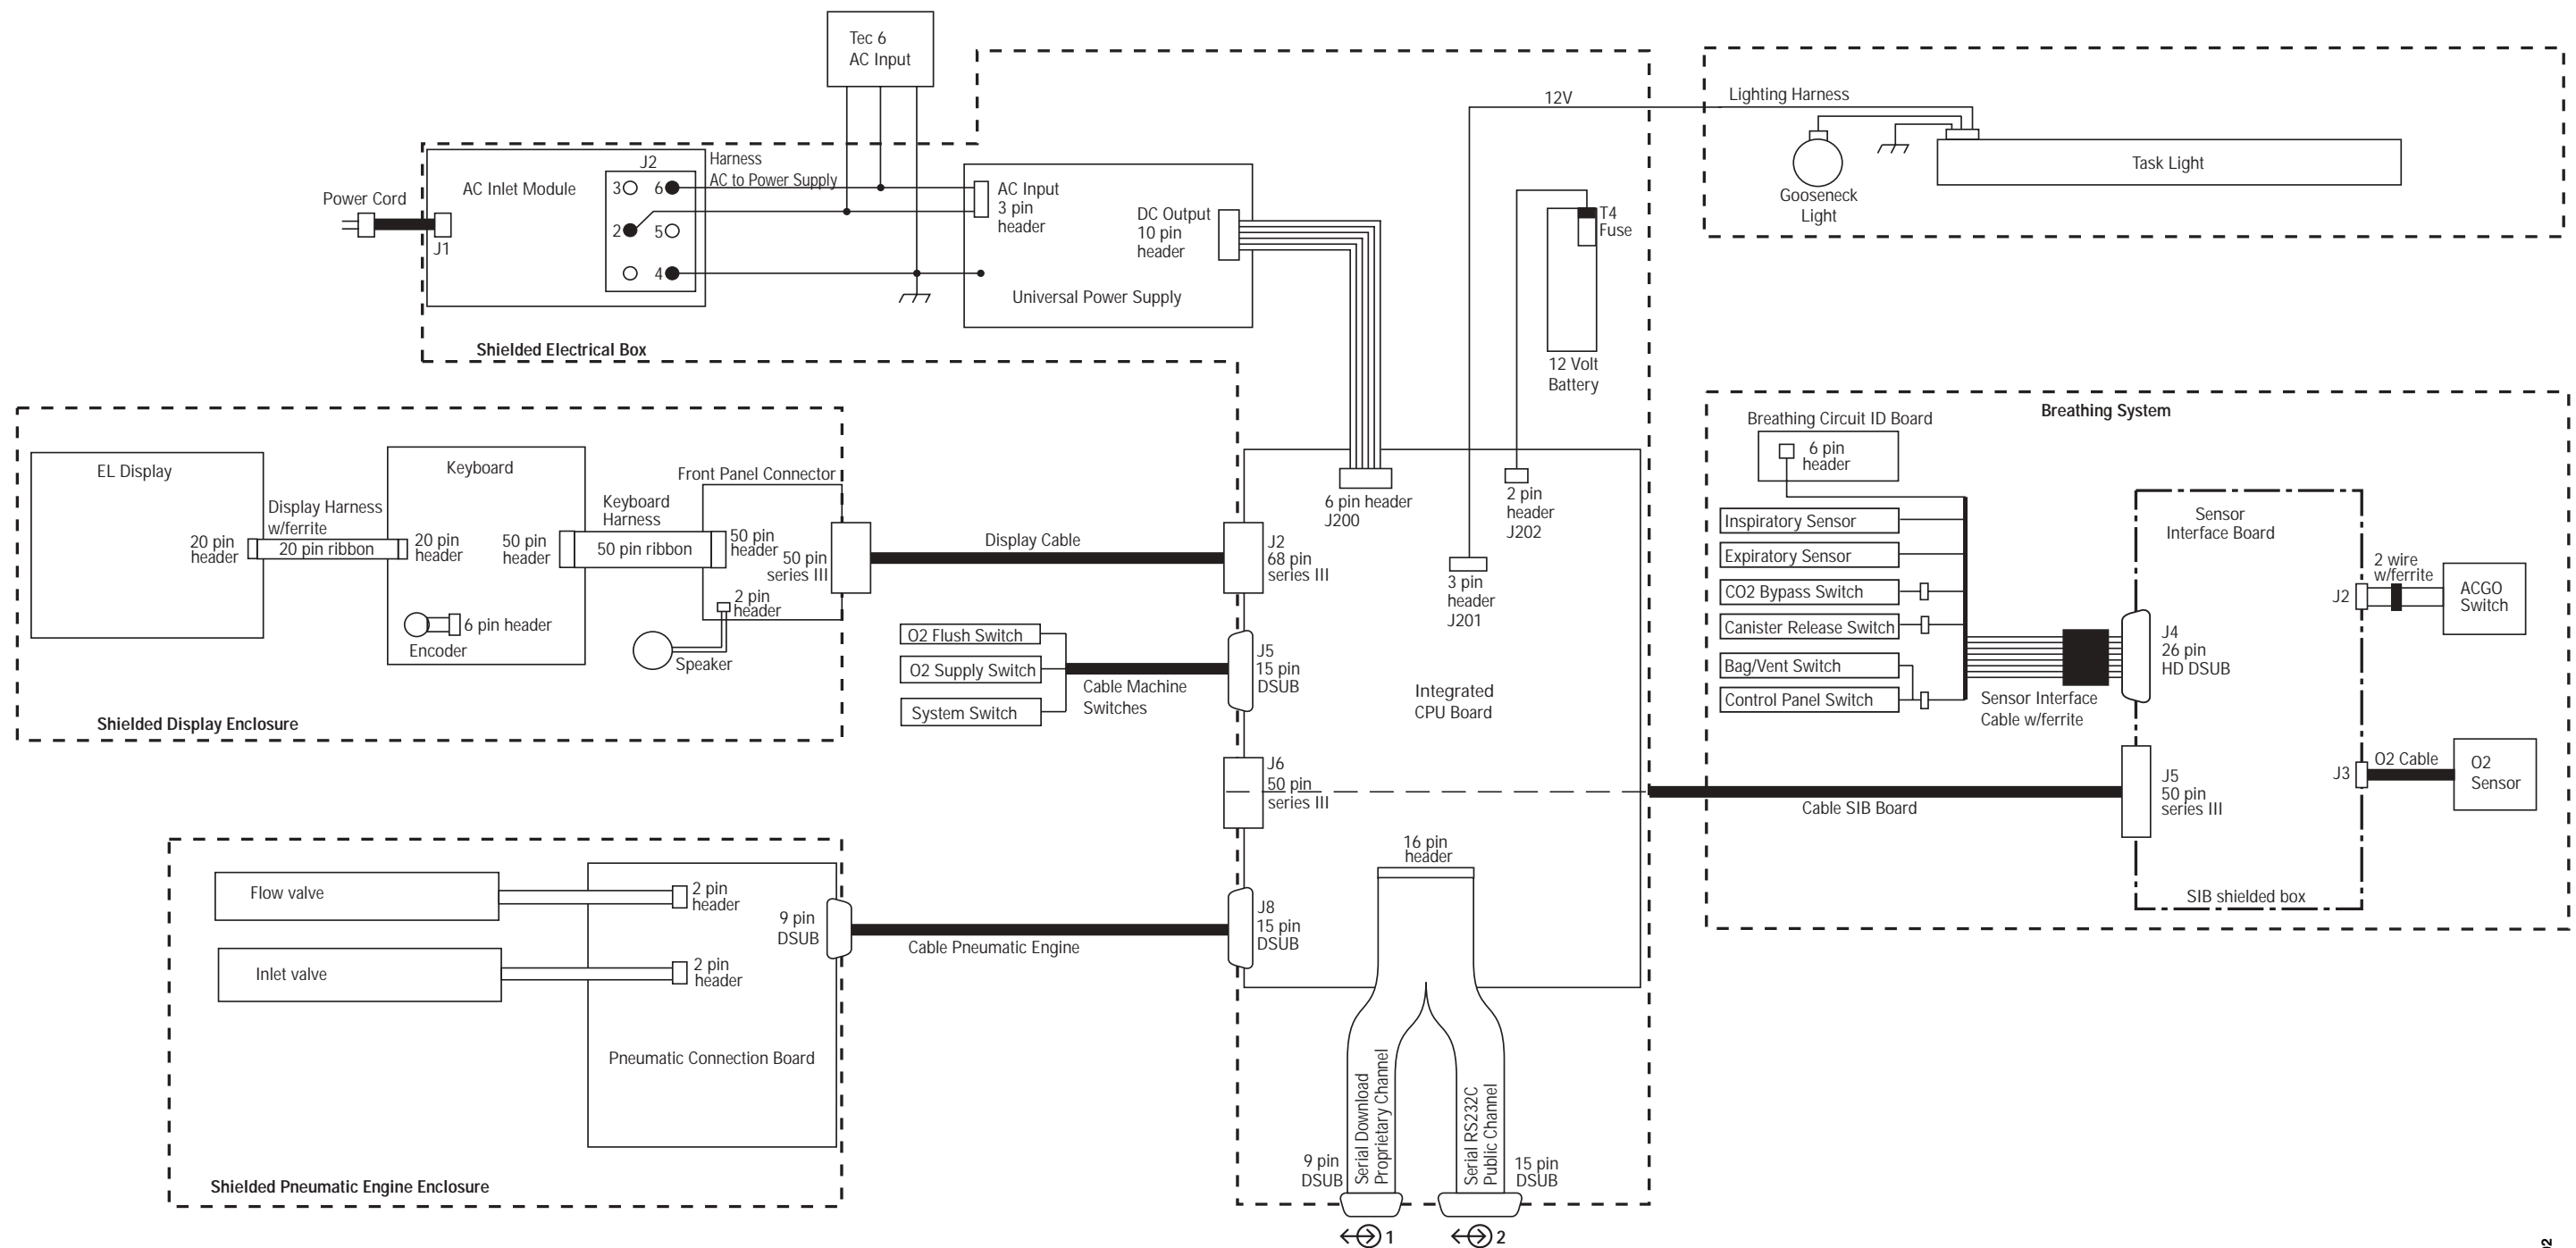 Tec 6
AC Input
Power Cord
J1
AC Inlet Module
J2
3
6
2
5
4
Harness
AC to Power Supply
AC Input
3 pin
header
DC Output
10 pin
header
Universal Power Supply
Shielded Electrical Box
12V
T4
Fuse
12 Volt
Battery
Lighting Harness
Gooseneck
Light
Task Light
EL Display
20 pin
header
Display Harness
w/ferrite
20 pin ribbon
Keyboard
20 pin
header
50 pin
header
6 pin header
Encoder
Keyboard
Harness
50 pin ribbon
Front Panel Connector
50 pin
header
50 pin
series III
2 pin
header
Speaker
Shielded Display Enclosure
Display Cable
J2
68 pin
series III
O2 Flush Switch
O2 Supply Switch
System Switch
Cable Machine
Switches
J5
15 pin
DSUB
6 pin header
J200
2 pin
header
J202
3 pin
header
J201
Integrated
CPU Board
J6
50 pin
series III
16 pin
header
J8
15 pin
DSUB
Cable Pneumatic Engine
Flow valve
2 pin
header
Inlet valve
2 pin
header
9 pin
DSUB
Pneumatic Connection Board
Shielded Pneumatic Engine Enclosure
Serial Download
Proprietary Channel
Serial RS232C
Public Channel
9 pin
DSUB
15 pin
DSUB
1
2
Breathing System
Breathing Circuit ID Board
6 pin
header
Inspiratory Sensor
Expiratory Sensor
CO2 Bypass Switch
Canister Release Switch
Bag/Vent Switch
Control Panel Switch
Sensor Interface
Cable w/ferrite
Sensor
Interface Board
J4
26 pin
HD DSUB
J2
2 wire
w/ferrite
ACGO
Switch
J3
O2 Cable
O2
Sensor
J5
50 pin
series III
Cable SIB Board
SIB shielded box